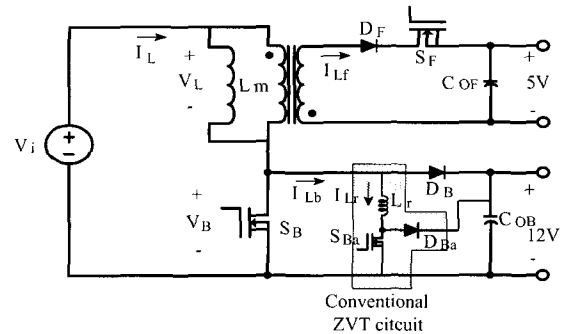 D_F
S_F
I_L
+
V_L
-
Lm
I_Lf
C_OF
+
5V
-
V_i
+
-
+
V_B
-
S_B
I_Lb
I_Lr
L_r
S_Ba
D_Ba
D_B
+
C_OB
12V
-
Conventional
ZVT citcuit